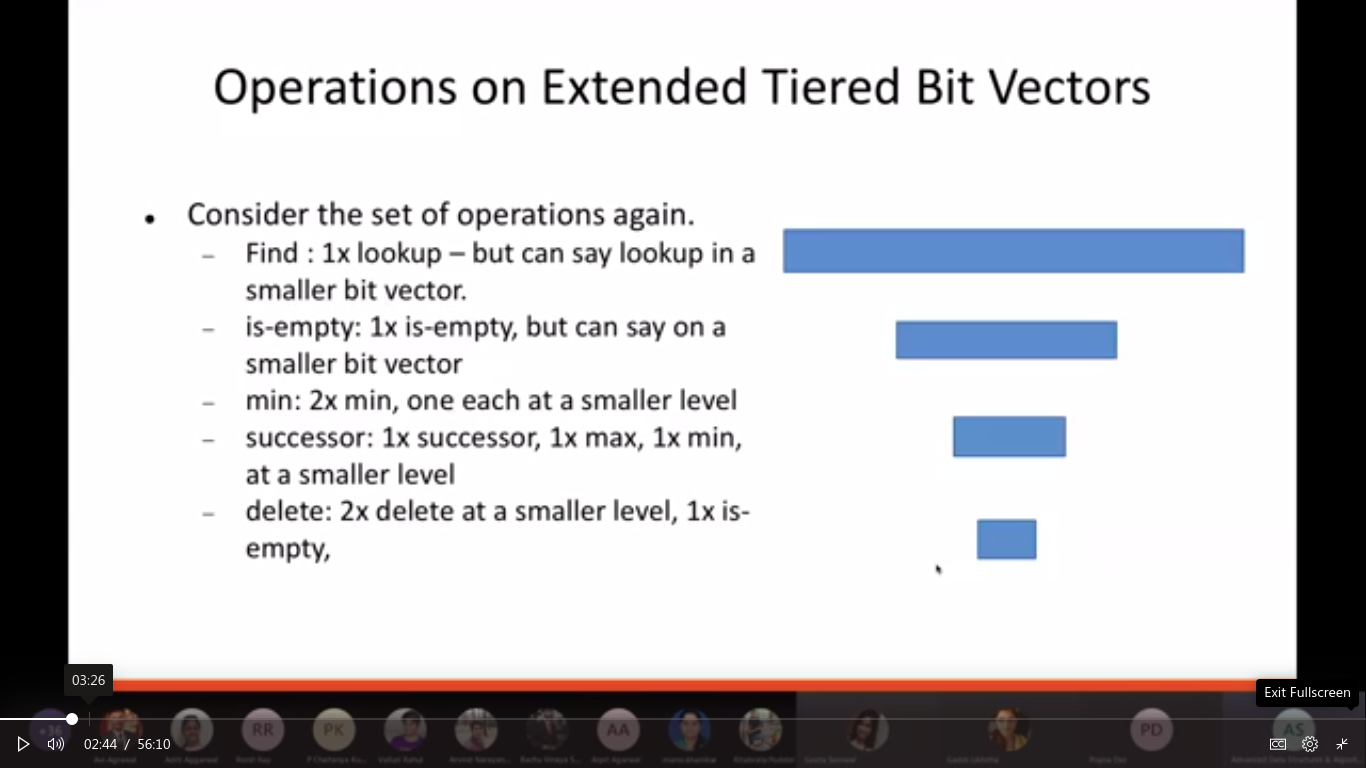 Operations on Extended Tiered Bit Vectors
• Consider the set of operations again.
– Find : 1x lookup – but can say lookup in a
smaller bit vector.
– is-empty: 1x is-empty, but can say on a
smaller bit vector
– min: 2x min, one each at a smaller level
– successor: 1x successor, 1x max, 1x min,
at a smaller level
– delete: 2x delete at a smaller level, 1x is-
empty,
03:26
Exit Fullscreen
+36
RR
PK
AA
PD
AS
02:44 / 56:10
CC